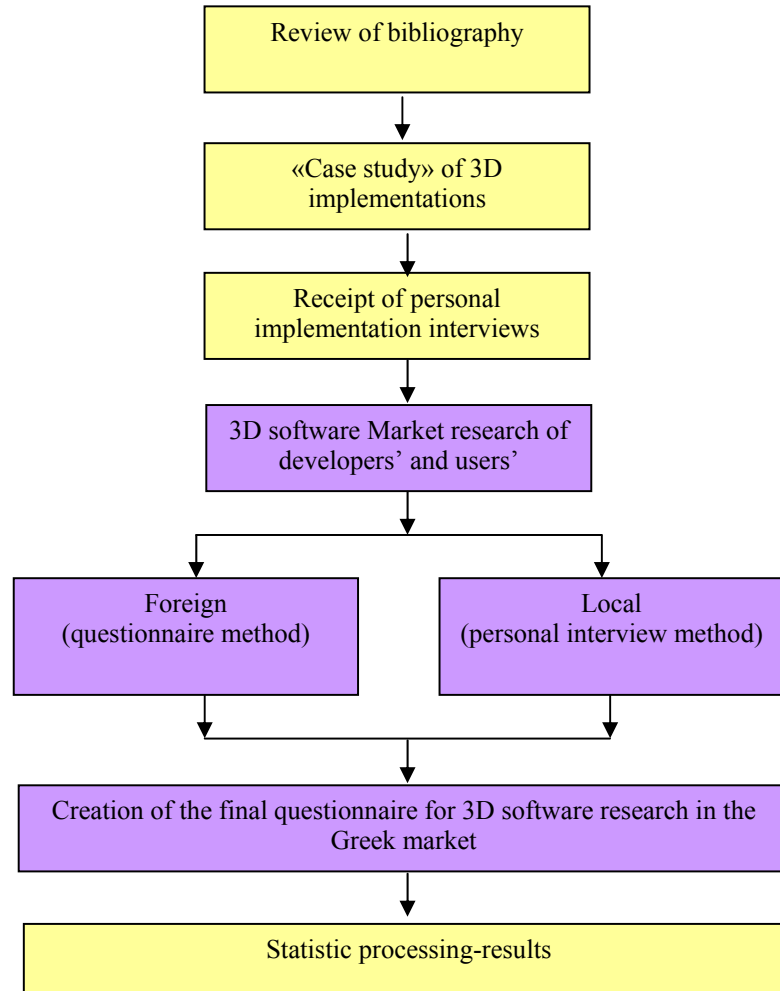 Review of bibliography
«Case study» of 3D
implementations
Receipt of personal
implementation interviews
3D software Market research of
developers’ and users’
Foreign
(questionnaire method)
Local
(personal interview method)
Creation of the final questionnaire for 3D software research in the
Greek market
Statistic processing-results